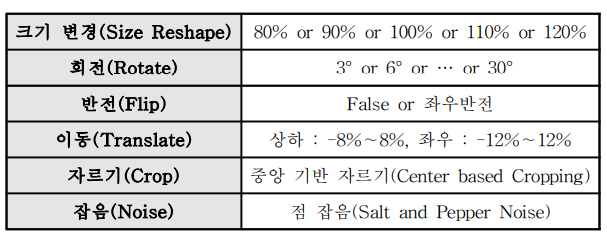 크기 변경(Size Reshape) 80% or 90% or 100% or 110% or 120%
회전(Rotate) 3° or 6° or … or 30°
반전(Flip) False or 좌우반전
이동(Translate) 상하 : -8%~8%, 좌우 : -12%~12%
자르기(Crop) 중앙 기반 자르기(Center based Cropping)
잡음(Noise) 점 잡음(Salt and Pepper Noise)